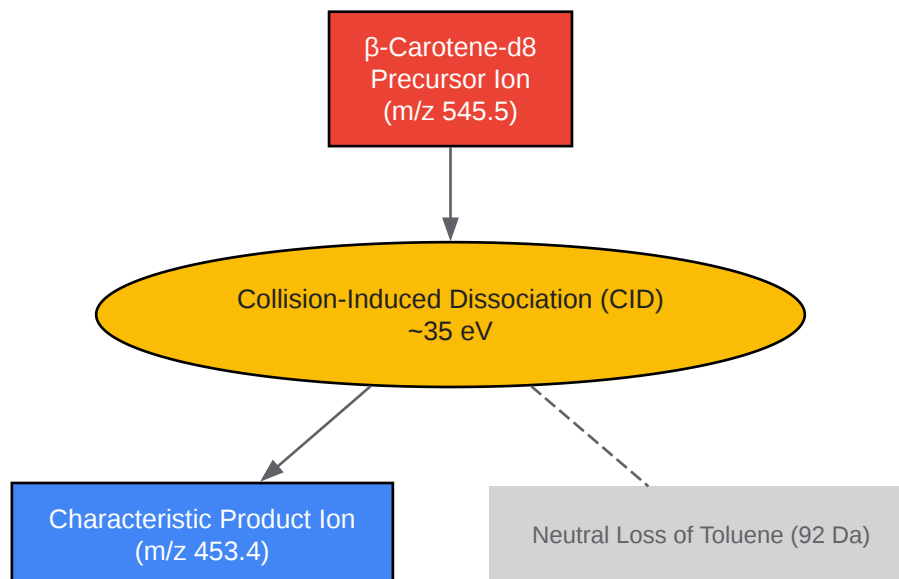 β-Carotene-d8
Precursor Ion
(m/z 545.5)
Collision-Induced Dissociation (CID)
~35 eV
Characteristic Product Ion
(m/z 453.4)
Neutral Loss of Toluene (92 Da)